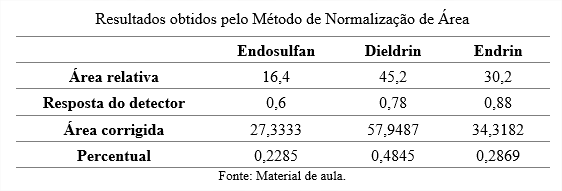 Resultados obtidos pelo Método de Normalização de Área
Endosulfan Dieldrin Endrin
Área relativa 16,4 45,2 30,2
Resposta do detector 0,6 0,78 0,88
Área corrigida 27,3333 57,9487 34,3182
Percentual 0,2285 0,4845 0,2869
Fonte: Material de aula.